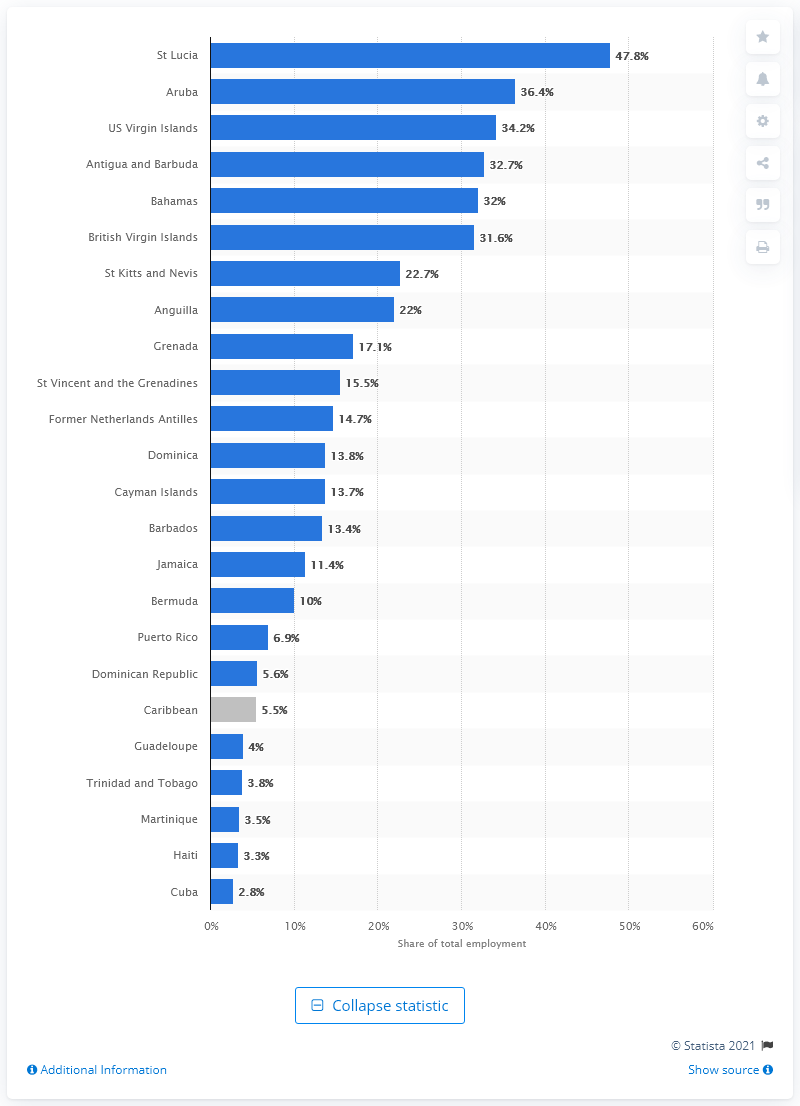 St Lucia 47.8%
Aruba 36.4%
US Virgin Islands 34.2%
Antigua and Barbuda 32.7%
Bahamas 32%
British Virgin Islands 31.6%
St Kitts and Nevis 22.7%
Anguilla 22%
Grenada 17.1%
St Vincent and the Grenadines 15.5%
Former Netherlands Antilles 14.7%
Dominica 13.8%
Cayman Islands 13.7%
Barbados 13.4%
Jamaica 11.4%
Bermuda 10%
Puerto Rico 6.9%
Dominican Republic 5.6%
Caribbean 5.5%
Guadeloupe 4%
Trinidad and Tobago 3.8%
Martinique 3.5%
Haiti 3.3%
Cuba 2.8%
0% 10% 20% 30% 40% 50% 60%
Share of total employment
Collapse statistic
© Statista 2021
Additional Information Show source